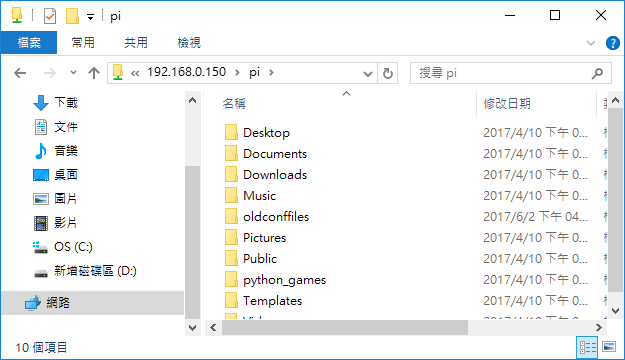 pi
檔案 常用 共用 檢視
« 192.168.0.150 › pi › 搜尋 pi
下載
文件
音樂
桌面
圖片
影片
OS (C:)
新增磁碟區 (D:)
網路
名稱 修改日期
Desktop 2017/4/10 下午 0...
Documents 2017/4/10 下午 0...
Downloads 2017/4/10 下午 0...
Music 2017/4/10 下午 0...
oldconffiles 2017/6/2 下午 04...
Pictures 2017/4/10 下午 0...
Public 2017/4/10 下午 0...
python_games 2017/4/10 下午 0...
Templates 2017/4/10 下午 0...
10 個項目